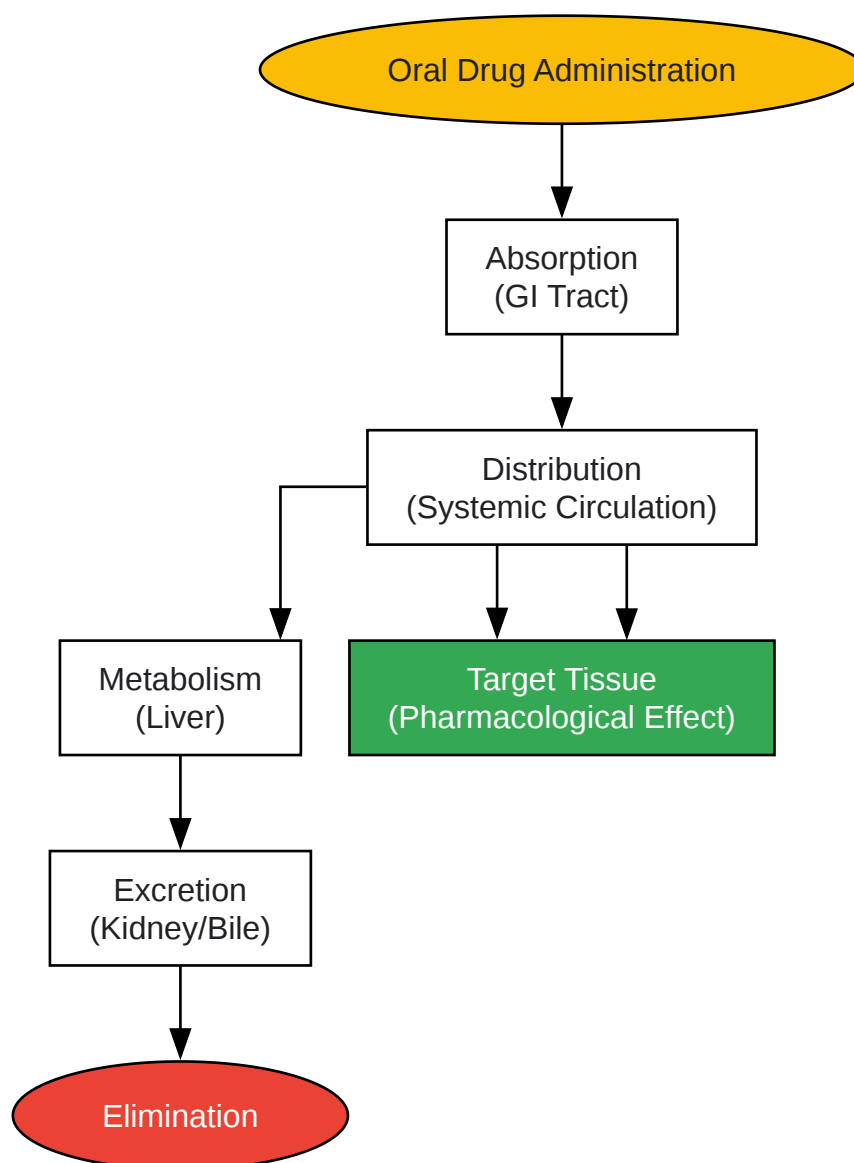 Oral Drug Administration
Absorption
(GI Tract)
Distribution
(Systemic Circulation)
Metabolism
(Liver)
Target Tissue
(Pharmacological Effect)
Excretion
(Kidney/Bile)
Elimination